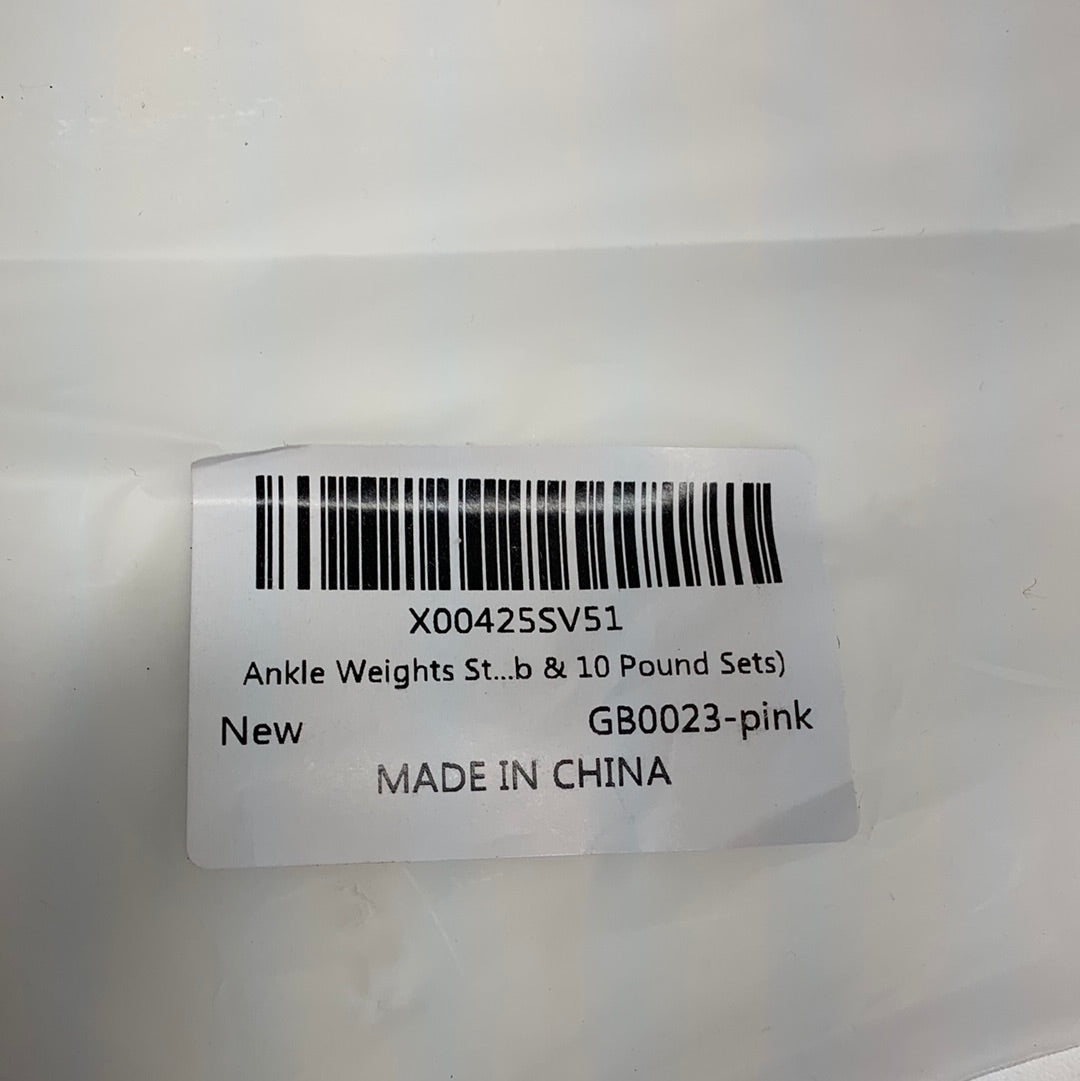 X00425SV51
Ankle Weights St...b & 10 Pound Sets)
New GB0023-pink
MADE IN CHINA